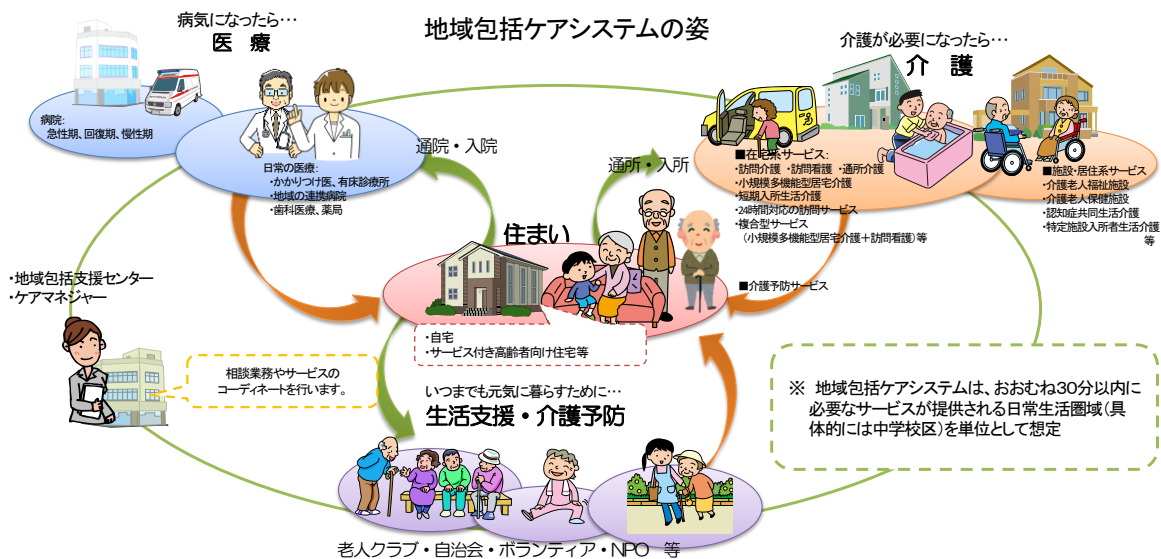 地域包括ケアシステムの姿
病気になったら…
医 療
病院:
急性期、回復期、慢性期
日常の医療:
・かかりつけ医、有床診療所
・地域の連携病院
・歯科医療、薬局
通院・入院
通所・入所
介護が必要になったら…
介 護
■在宅系サービス:
・訪問介護 ・訪問看護 ・通所介護
・小規模多機能型居宅介護
・短期入所生活介護
・24時間対応の訪問サービス
・複合型サービス
（小規模多機能型居宅介護＋訪問看護）等
■介護予防サービス
■施設・居住系サービス
・介護老人福祉施設
・介護老人保健施設
・認知症共同生活介護
・特定施設入所者生活介護
等
住まい
・自宅
・サービス付き高齢者向け住宅等
・地域包括支援センター
・ケアマネジャー
相談業務やサービスの
コーディネートを行います。
いつまでも元気に暮らすために…
生活支援・介護予防
老人クラブ・自治会・ボランティア・NPO 等
※ 地域包括ケアシステムは、おおむね30分以内に
必要なサービスが提供される日常生活圏域（具
体的には中学校区）を単位として想定